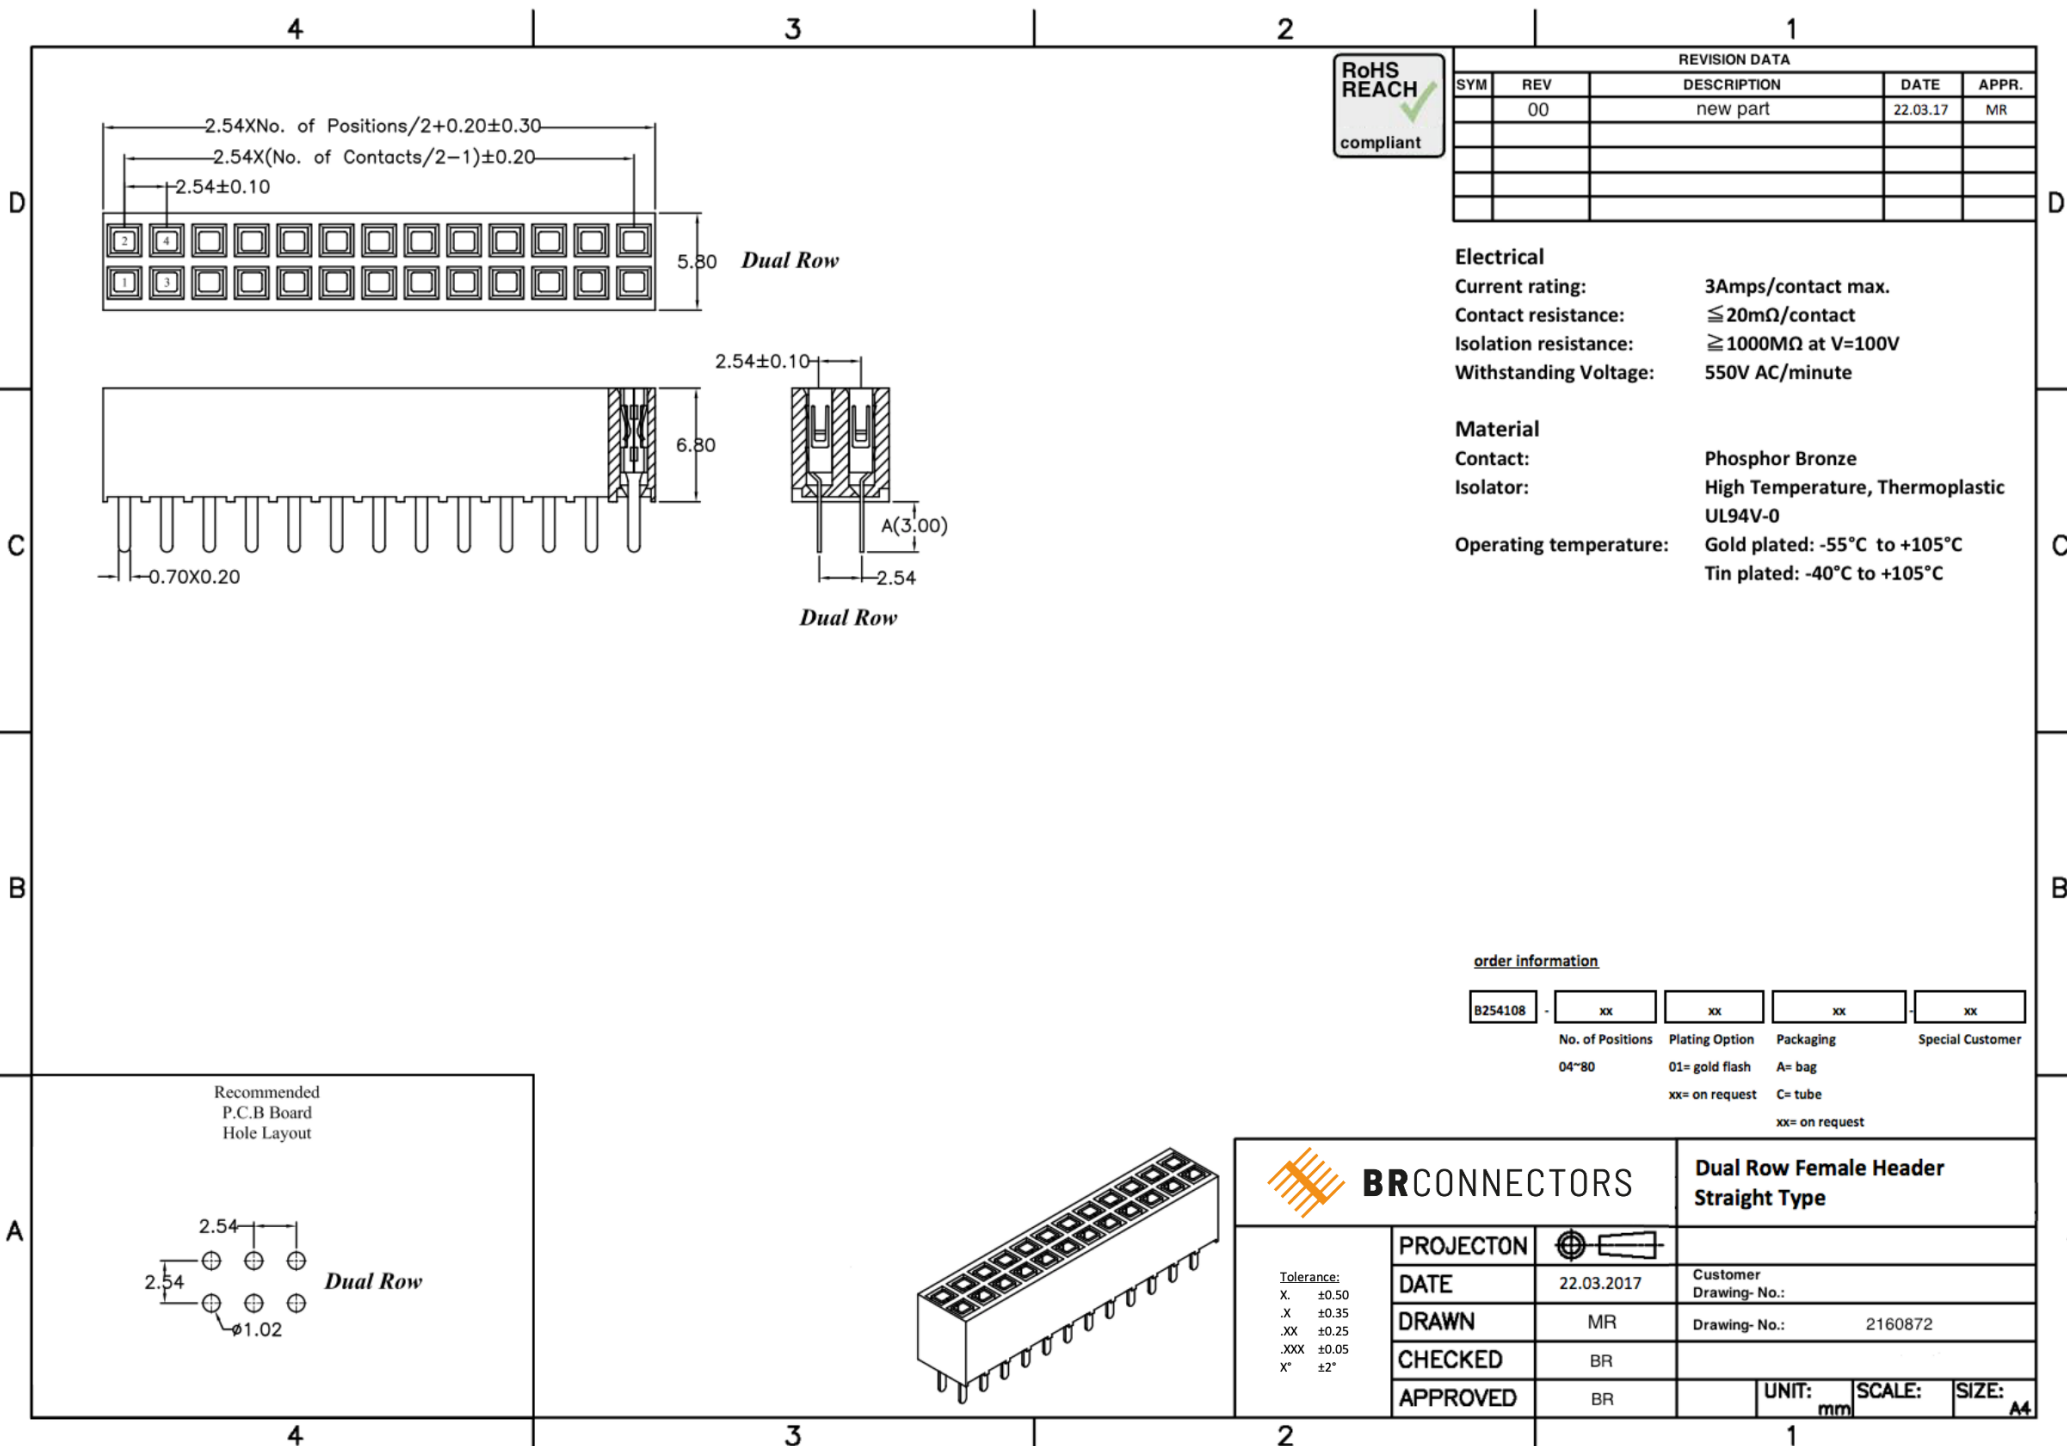 4 3 2 1
D D
C C
B B
A
RoHS
REACH
compliant
REVISION DATA
SYM REV DESCRIPTION DATE APPR.
00 new part 22.03.17 MR
2.54XNo. of Positions/2+0.20±0.30
2.54X(No. of Contacts/2-1)±0.20
2.54±0.10
2 4
1 3
5.80
Dual Row
2.54±0.10
6.80
A(3.00)
0.70X0.20
2.54
Dual Row
Electrical
Current rating: 3Amps/contact max.
Contact resistance: ≦20mΩ/contact
Isolation resistance: ≧1000MΩ at V=100V
Withstanding Voltage: 550V AC/minute
Material
Contact: Phosphor Bronze
Isolator: High Temperature, Thermoplastic
UL94V-0
Operating temperature: Gold plated: -55°C to +105°C
Tin plated: -40°C to +105°C
order information
B254108 - xx xx xx - xx
No. of Positions Plating Option Packaging Special Customer
04~80 01= gold flash A= bag
xx= on request C= tube
xx= on request
Recommended
P.C.B Board
Hole Layout
2.54
2.54
Dual Row
ø1.02
BRCONNECTORS
Dual Row Female Header
Straight Type
Tolerance:
X. ±0.50
.X ±0.35
.XX ±0.25
.XXX ±0.05
X° ±2°
PROJECTON
DATE 22.03.2017
DRAWN MR
CHECKED BR
APPROVED BR
Customer
Drawing- No.:
Drawing- No.: 2160872
UNIT: mm SCALE: SIZE: A4
4 3 2 1